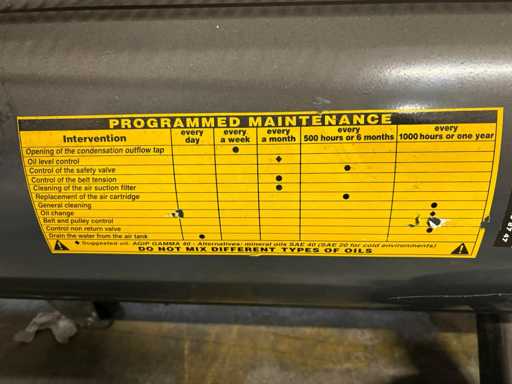 PROGRAMMED MAINTENANCE
Intervention every day every a week every a month every 500 hours or 6 months every 1000 hours or one year
Opening of the condensation outflow tap ●
Oil level control ♦
Control of the safety valve ●
Control of the belt tension ●
Cleaning of the air suction filter ●
Replacement of the air cartridge ●
General cleaning ●
Oil change
Belt and pulley control
Control non return valve
Drain the water from the air tank ●
♦ Suggested oil: AGIP GAMMA 40 - Alternatives: mineral oils SAE 40 (SAE 20 for cold environments)
DO NOT MIX DIFFERENT TYPES OF OILS